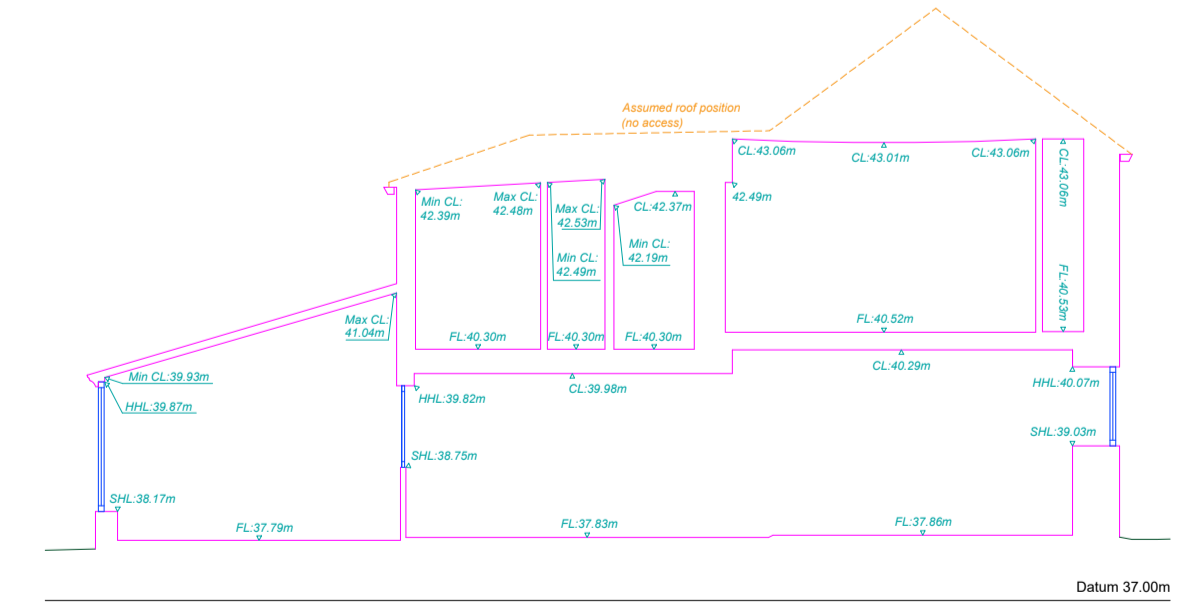 Assumed roof position
(no access)
CL:43.06m
CL:43.01m
CL:43.06m
CL:43.06m
FL:40.53m
42.49m
Min CL:
42.39m
Max CL:
42.48m
Max CL:
42.53m
Min CL:
42.49m
CL:42.37m
Min CL:
42.19m
Max CL:
41.04m
FL:40.30m
FL:40.30m
FL:40.30m
FL:40.52m
Min CL:39.93m
HHL:39.87m
HHL:39.82m
CL:39.98m
CL:40.29m
HHL:40.07m
SHL:39.03m
SHL:38.75m
SHL:38.17m
FL:37.79m
FL:37.83m
FL:37.86m
Datum 37.00m